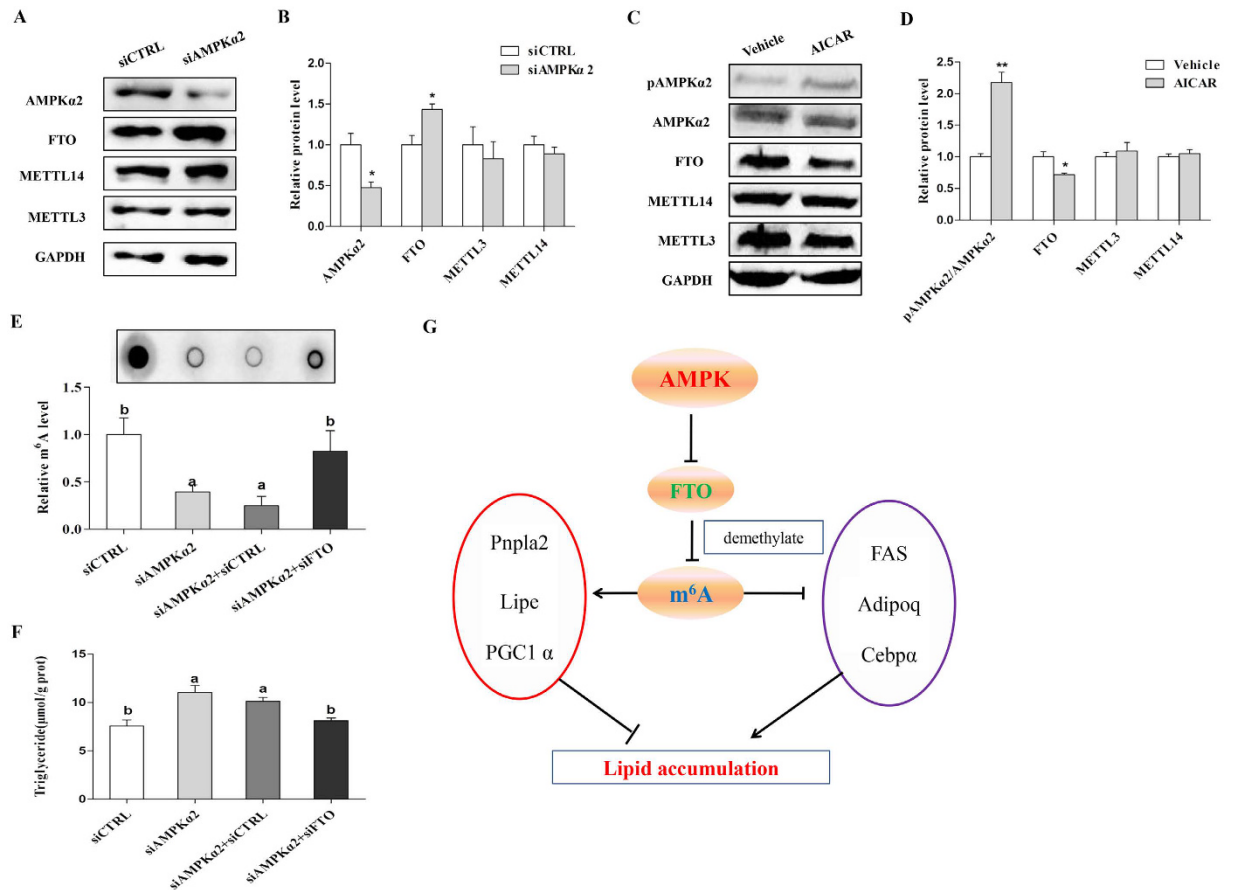 A
siCTRL
siAMPKα2
AMPKα2
FTO
METTL14
METTL3
GAPDH
B
siCTRL
siAMPKα 2
Relative protein level
2.0
1.5
1.0
0.5
0.0
*
*
AMPKα2
FTO
METTL3
METTL14
C
Vehicle
AICAR
pAMPKα2
AMPKα2
FTO
METTL14
METTL3
GAPDH
D
Vehicle
AICAR
Relative protein level
2.5
2.0
1.5
1.0
0.5
0.0
**
*
pAMPKα2/AMPKα2
FTO
METTL3
METTL14
E
Relative m⁶A level
1.5
1.0
0.5
0.0
b
a
a
b
siCTRL
siAMPKα2
siAMPKα2+siCTRL
siAMPKα2+siFTO
F
Triglyceride(μmol/g prot)
15
10
5
0
b
a
a
b
siCTRL
siAMPKα2
siAMPKα2+siCTRL
siAMPKα2+siFTO
G
AMPK
FTO
demethylate
m⁶A
Pnpla2
Lipe
PGC1 α
FAS
Adipoq
Cebpα
Lipid accumulation